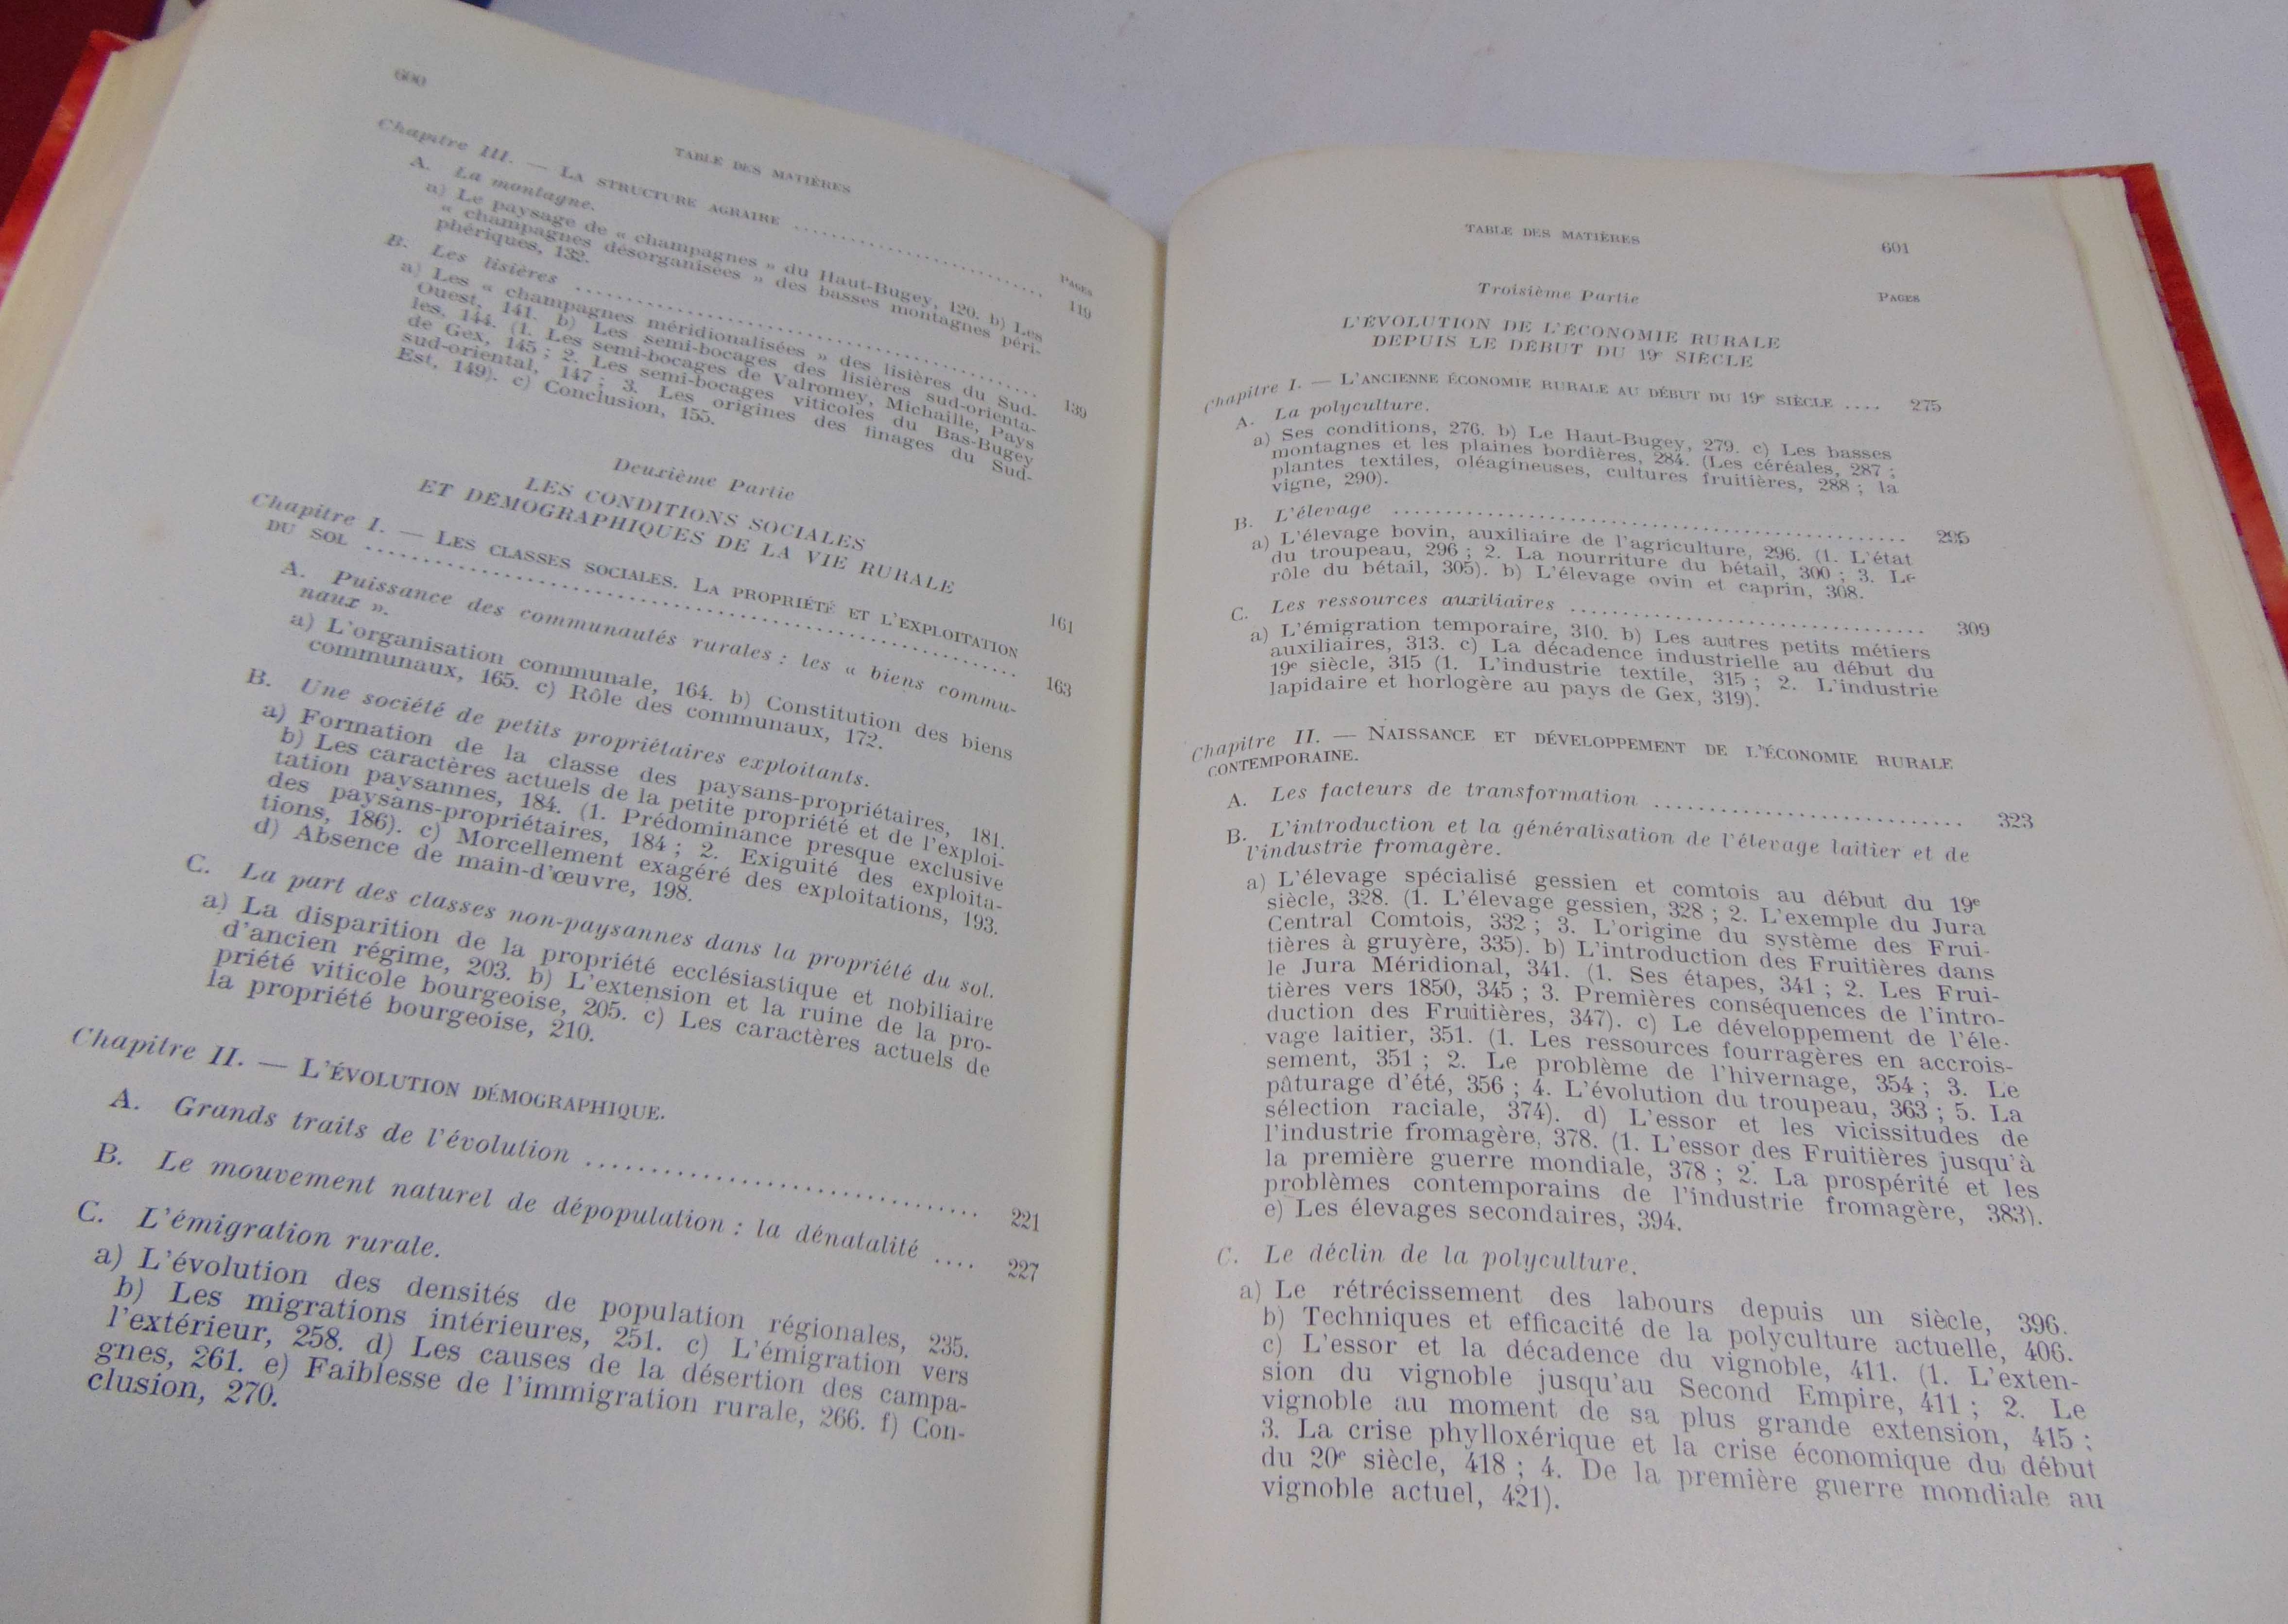 600
TABLE DES MATIÈRES
PAGES
Chapitre III. — LA STRUCTURE AGRAIRE .......... 119
A. La montagne.
a) Le paysage de « champagnes » du Haut-Bugey, 120. b) Les
« champagnes désorganisées » des basses montagnes péri-
phériques, 132.
B. Les lisières .......... 139
a) Les « champagnes méridionalisées » des lisières du Sud-
Ouest, 141. b) Les semi-bocages des lisières sud-orienta-
les, 144. (1. Les semi-bocages de Valromey, Michaille, Pays
de Gex, 145 ; 2. Les semi-bocages viticoles du Bas-Bugey
sud-oriental, 147 ; 3. Les origines des finages du Sud-
Est, 149). c) Conclusion, 155.
Deuxième Partie
LES CONDITIONS SOCIALES
ET DÉMOGRAPHIQUES DE LA VIE RURALE
Chapitre I. — LES CLASSES SOCIALES. LA PROPRIÉTÉ ET L'EXPLOITATION
DU SOL .......... 161
A. Puissance des communautés rurales : les « biens commu-
naux ». 163
a) L'organisation communale, 164. b) Constitution des biens
communaux, 165. c) Rôle des communaux, 172.
B. Une société de petits propriétaires exploitants.
a) Formation de la classe des paysans-propriétaires, 181.
b) Les caractères actuels de la petite propriété et de l'exploi-
tation paysannes, 184. (1. Prédominance presque exclusive
des paysans-propriétaires, 184 ; 2. Exiguité des exploita-
tions, 186). c) Morcellement exagéré des exploitations, 193.
d) Absence de main-d'œuvre, 198.
C. La part des classes non-paysannes dans la propriété du sol.
a) La disparition de la propriété ecclésiastique et nobiliaire
d'ancien régime, 203. b) L'extension et la ruine de la pro-
priété viticole bourgeoise, 205. c) Les caractères actuels de
la propriété bourgeoise, 210.
Chapitre II. — L'ÉVOLUTION DÉMOGRAPHIQUE.
A. Grands traits de l'évolution .......... 221
B. Le mouvement naturel de dépopulation : la dénatalité .... 227
C. L'émigration rurale.
a) L'évolution des densités de population régionales, 235.
b) Les migrations intérieures, 251. c) L'émigration vers
l'extérieur, 258. d) Les causes de la désertion des campa-
gnes, 261. e) Faiblesse de l'immigration rurale, 266. f) Con-
clusion, 270.
TABLE DES MATIÈRES 601
Troisième Partie PAGES
L'ÉVOLUTION DE L'ÉCONOMIE RURALE
DEPUIS LE DÉBUT DU 19e SIÈCLE
Chapitre I. — L'ANCIENNE ÉCONOMIE RURALE AU DÉBUT DU 19e SIÈCLE .... 275
A. La polyculture.
a) Ses conditions, 276. b) Le Haut-Bugey, 279. c) Les basses
montagnes et les plaines bordières, 284. (Les céréales, 287 ;
plantes textiles, oléagineuses, cultures fruitières, 288 ; la
vigne, 290).
B. L'élevage .......... 295
a) L'élevage bovin, auxiliaire de l'agriculture, 296. (1. L'état
du troupeau, 296 ; 2. La nourriture du bétail, 300 ; 3. Le
rôle du bétail, 305). b) L'élevage ovin et caprin, 308.
C. Les ressources auxiliaires .......... 309
a) L'émigration temporaire, 310. b) Les autres petits métiers
auxiliaires, 313. c) La décadence industrielle au début du
19e siècle, 315 (1. L'industrie textile, 315 ; 2. L'industrie
lapidaire et horlogère au pays de Gex, 319).
Chapitre II. — NAISSANCE ET DÉVELOPPEMENT DE L'ÉCONOMIE RURALE
CONTEMPORAINE.
A. Les facteurs de transformation .......... 323
B. L'introduction et la généralisation de l'élevage laitier et de
l'industrie fromagère.
a) L'élevage spécialisé gessien et comtois au début du 19e
siècle, 328. (1. L'élevage gessien, 328 ; 2. L'exemple du Jura
Central Comtois, 332 ; 3. L'origine du système des Frui-
tières à gruyère, 335). b) L'introduction des Fruitières dans
le Jura Méridional, 341. (1. Ses étapes, 341 ; 2. Les Frui-
tières vers 1850, 345 ; 3. Premières conséquences de l'intro-
duction des Fruitières, 347). c) Le développement de l'éle-
vage laitier, 351. (1. Les ressources fourragères en accrois-
sement, 351 ; 2. Le problème de l'hivernage, 354 ; 3. Le
pâturage d'été, 356 ; 4. L'évolution du troupeau, 363 ; 5. La
sélection raciale, 374). d) L'essor et les vicissitudes de
l'industrie fromagère, 378. (1. L'essor des Fruitières jusqu'à
la première guerre mondiale, 378 ; 2. La prospérité et les
problèmes contemporains de l'industrie fromagère, 383).
e) Les élevages secondaires, 394.
C. Le déclin de la polyculture.
a) Le rétrécissement des labours depuis un siècle, 396.
b) Techniques et efficacité de la polyculture actuelle, 406.
c) L'essor et la décadence du vignoble, 411. (1. L'exten-
sion du vignoble jusqu'au Second Empire, 411 ; 2. Le
vignoble au moment de sa plus grande extension, 415 ;
3. La crise phylloxérique et la crise économique du début
du 20e siècle, 418 ; 4. De la première guerre mondiale au
vignoble actuel, 421).